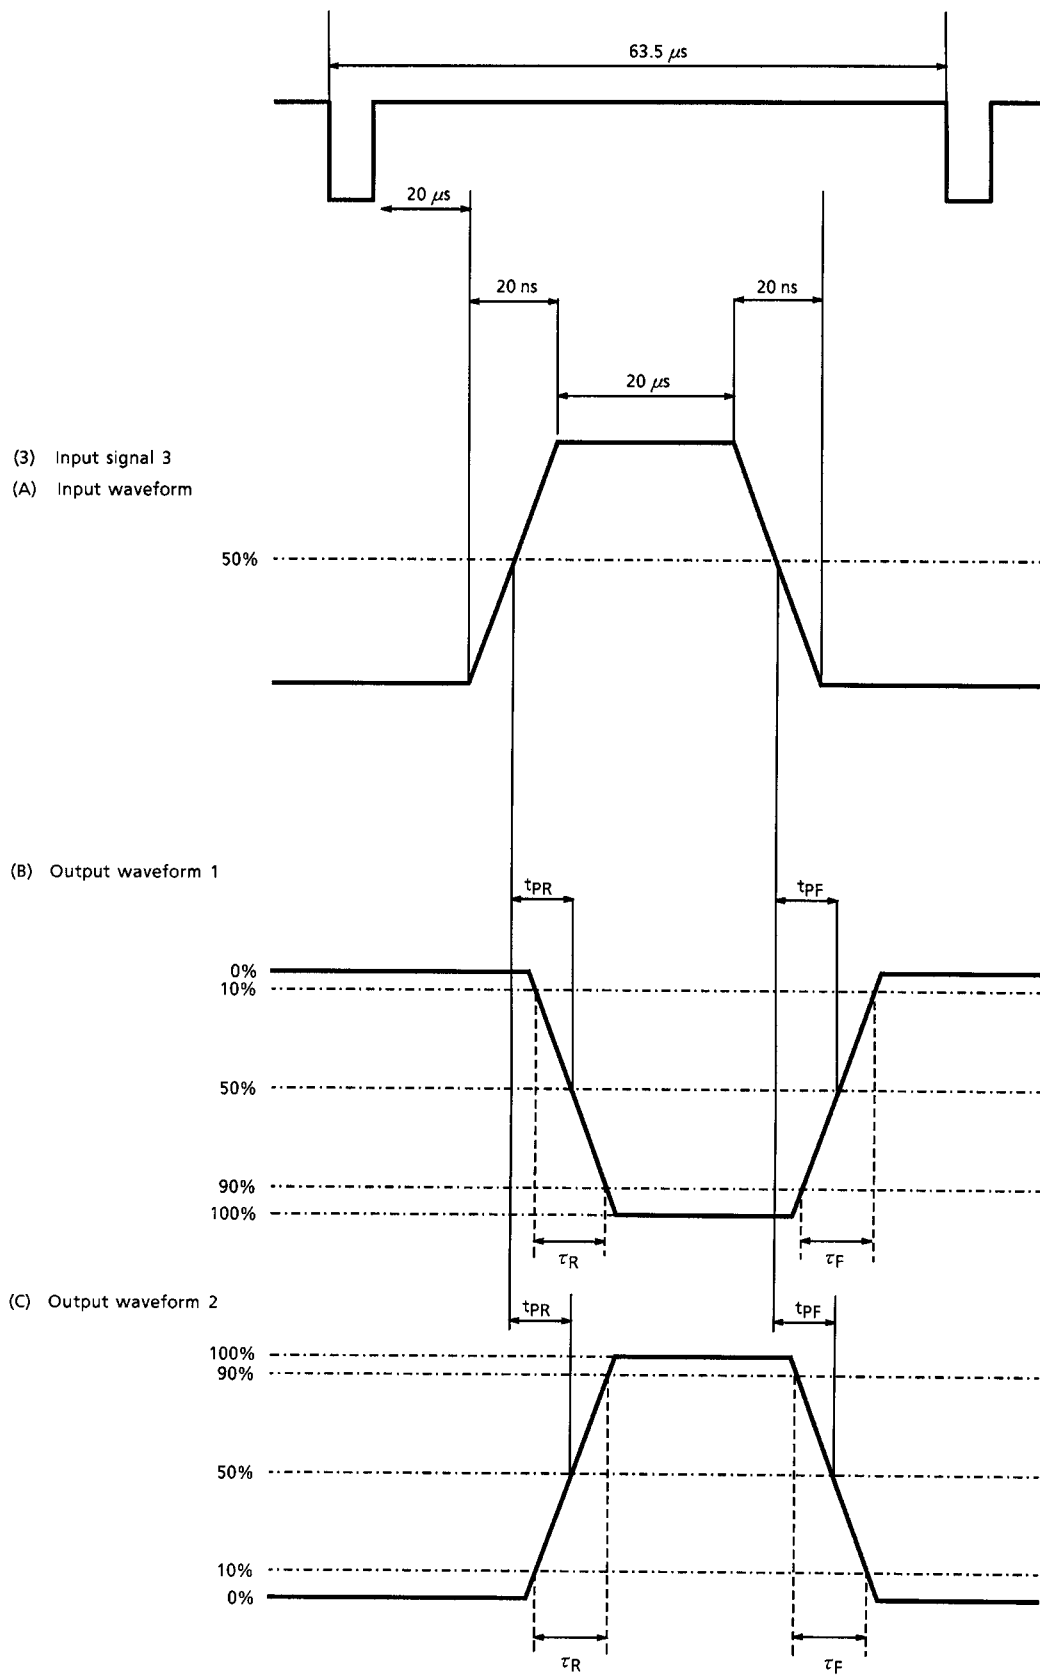 63.5 μs
20 μs
20 ns 20 ns
20 μs
(3) Input signal 3
(A) Input waveform
50%
(B) Output waveform 1
tPR tPF
0%
10%
50%
90%
100%
τR τF
(C) Output waveform 2
tPR tPF
100%
90%
50%
10%
0%
τR τF